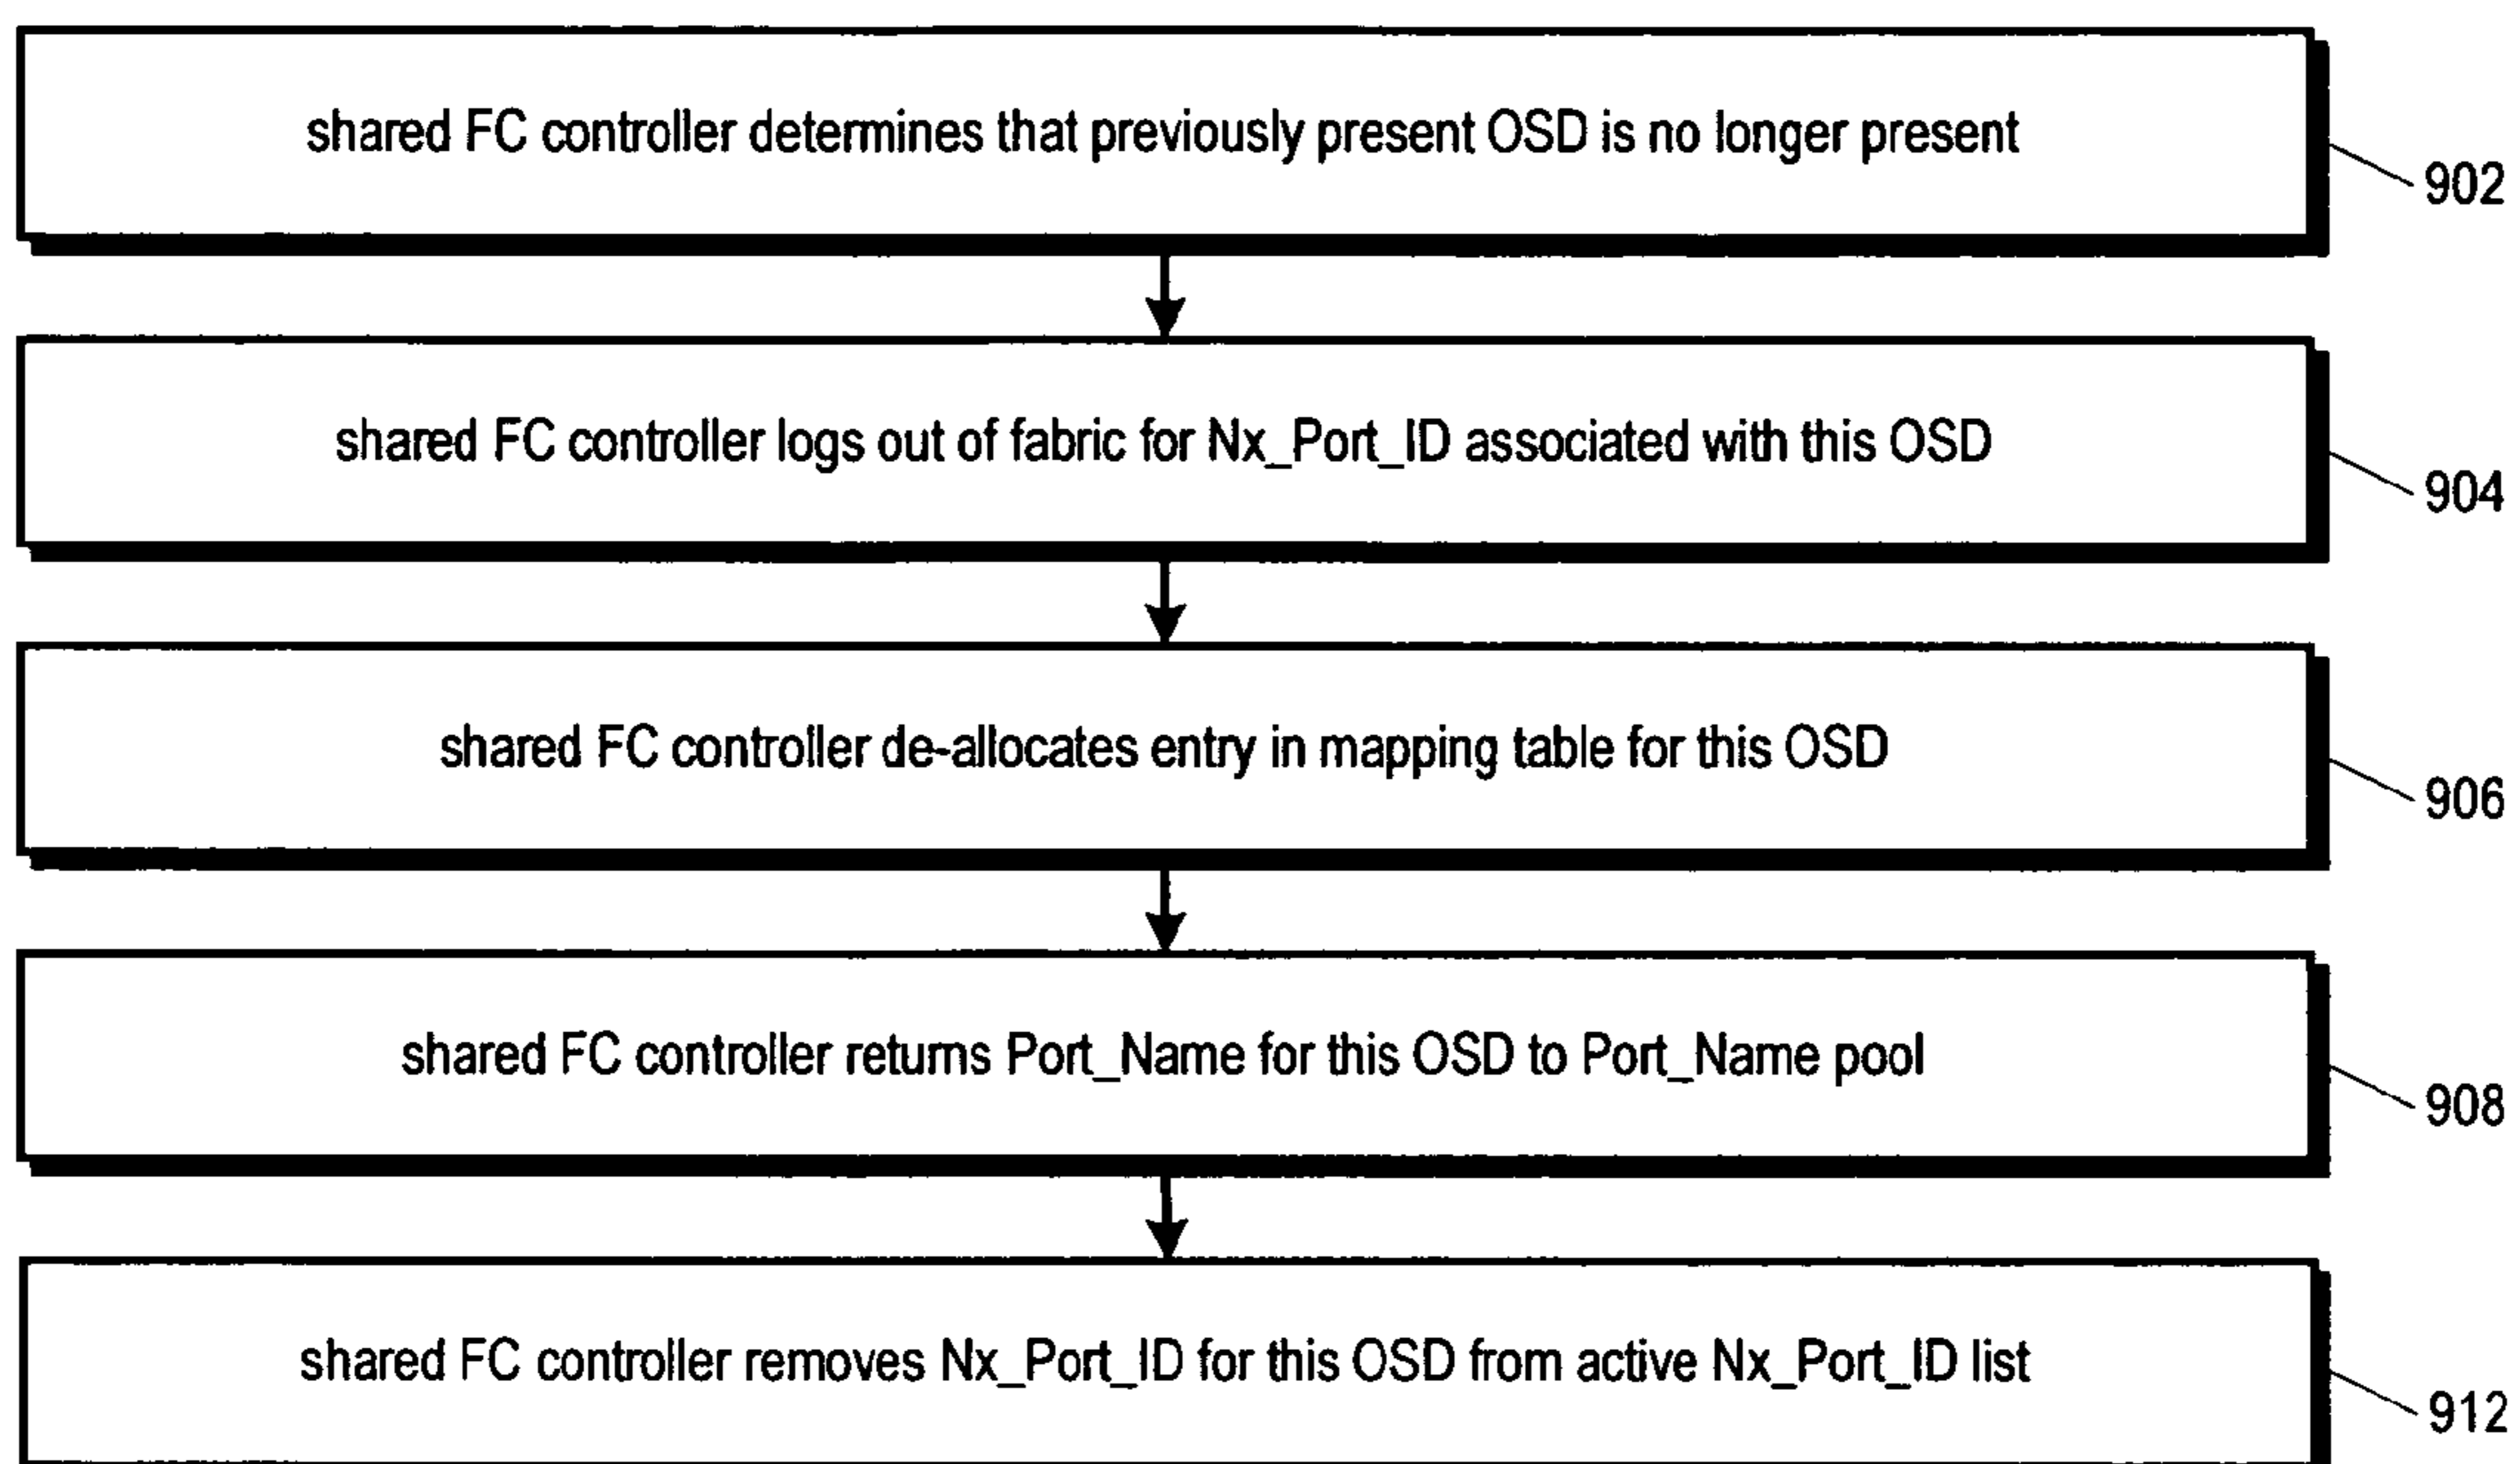 shared FC controller determines that previously present OSD is no longer present
902
shared FC controller logs out of fabric for Nx_Port_ID associated with this OSD
904
shared FC controller de-allocates entry in mapping table for this OSD
906
shared FC controller returns Port_Name for this OSD to Port_Name pool
908
shared FC controller removes Nx_Port_ID for this OSD from active Nx_Port_ID list
912